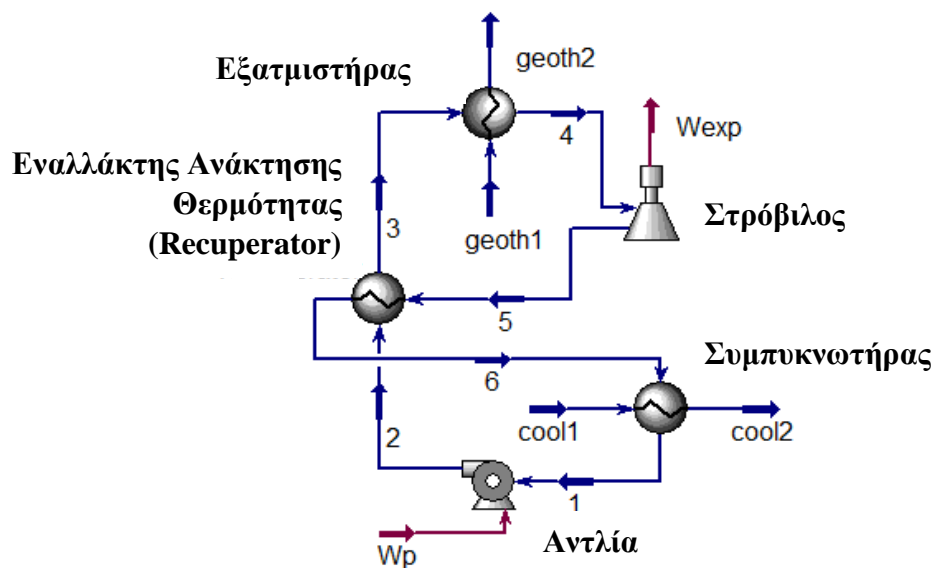 geoth2
Εξατμιστήρας
4
Wexp
Εναλλάκτης Ανάκτησης
Θερμότητας
(Recuperator)
3
geoth1
Στρόβιλος
5
Συμπυκνωτήρας
6
cool1
cool2
2
1
Wp
Αντλία